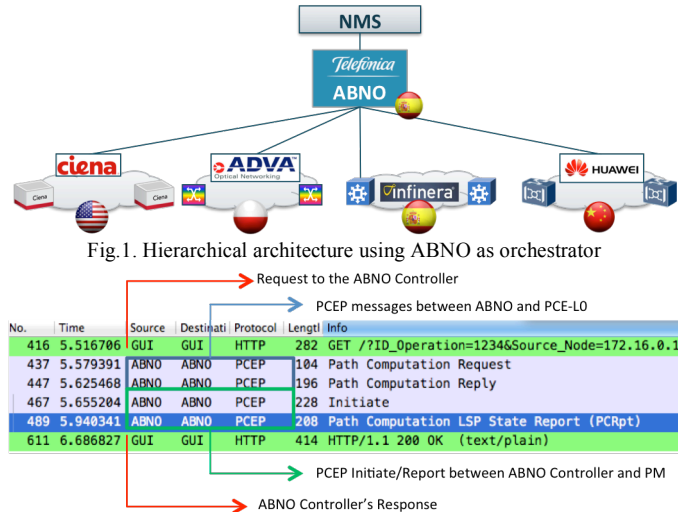 NMS
Telefónica
ABNO
ciena
ADVA
Optical Networking
infinera
HUAWEI
Ciena
Ciena
Fig.1. Hierarchical architecture using ABNO as orchestrator
Request to the ABNO Controller
PCEP messages between ABNO and PCE-L0
No. Time Source Destinati Protocol Lengtl Info
416 5.516706 GUI GUI HTTP 282 GET /?ID_Operation=1234&Source_Node=172.16.0.1
437 5.579391 ABNO ABNO PCEP 104 Path Computation Request
447 5.625468 ABNO ABNO PCEP 196 Path Computation Reply
467 5.655204 ABNO ABNO PCEP 228 Initiate
489 5.940341 ABNO ABNO PCEP 208 Path Computation LSP State Report (PCRpt)
611 6.686827 GUI GUI HTTP 414 HTTP/1.1 200 OK (text/plain)
PCEP Initiate/Report between ABNO Controller and PM
ABNO Controller's Response